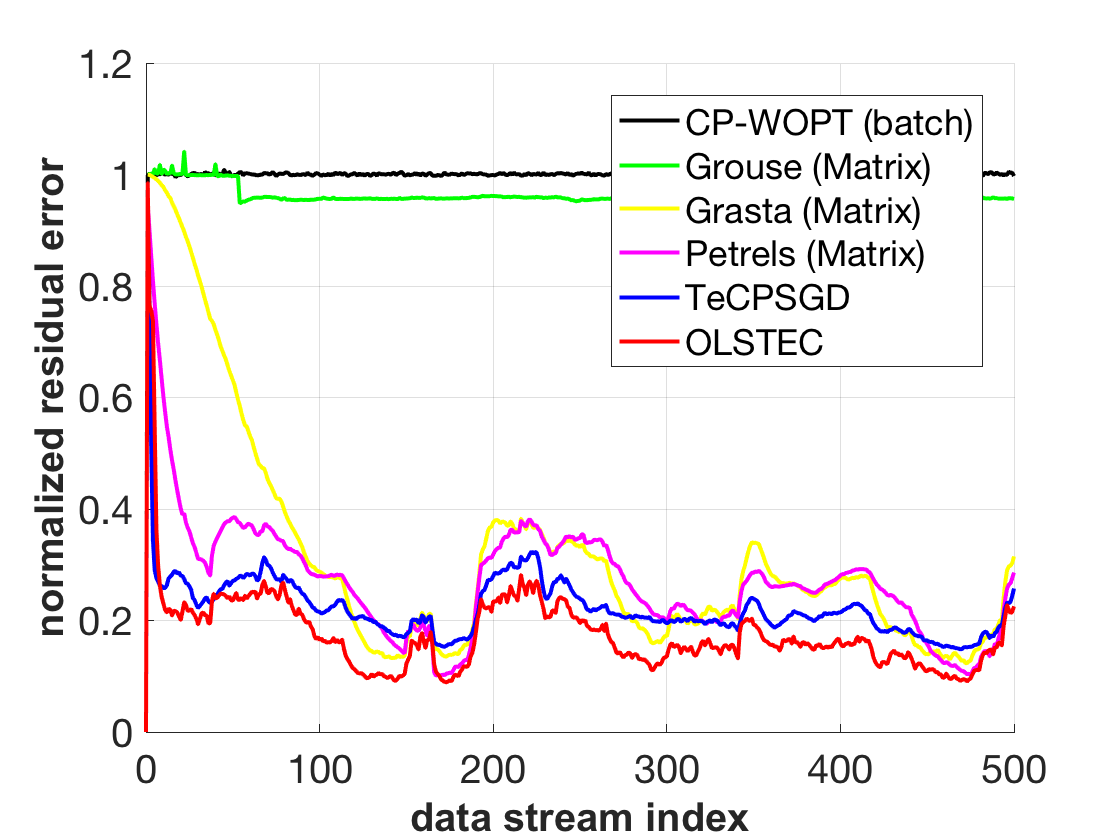 1.2
1
0.8
0.6
0.4
0.2
0
normalized residual error
CP-WOPT (batch)
Grouse (Matrix)
Grasta (Matrix)
Petrels (Matrix)
TeCPSGD
OLSTEC
0 100 200 300 400 500
data stream index